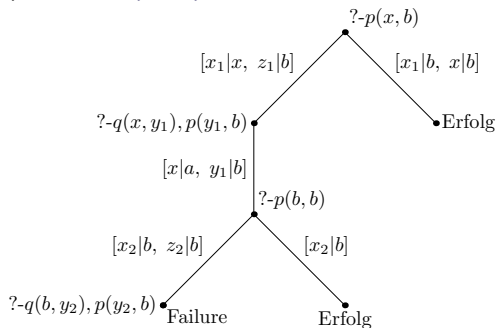 ?-p(x, b)
[x₁|x, z₁|b]
[x₁|b, x|b]
?-q(x, y₁), p(y₁, b)
Erfolg
[x|a, y₁|b]
?-p(b, b)
[x₂|b, z₂|b]
[x₂|b]
?-q(b, y₂), p(y₂, b)
Failure
Erfolg